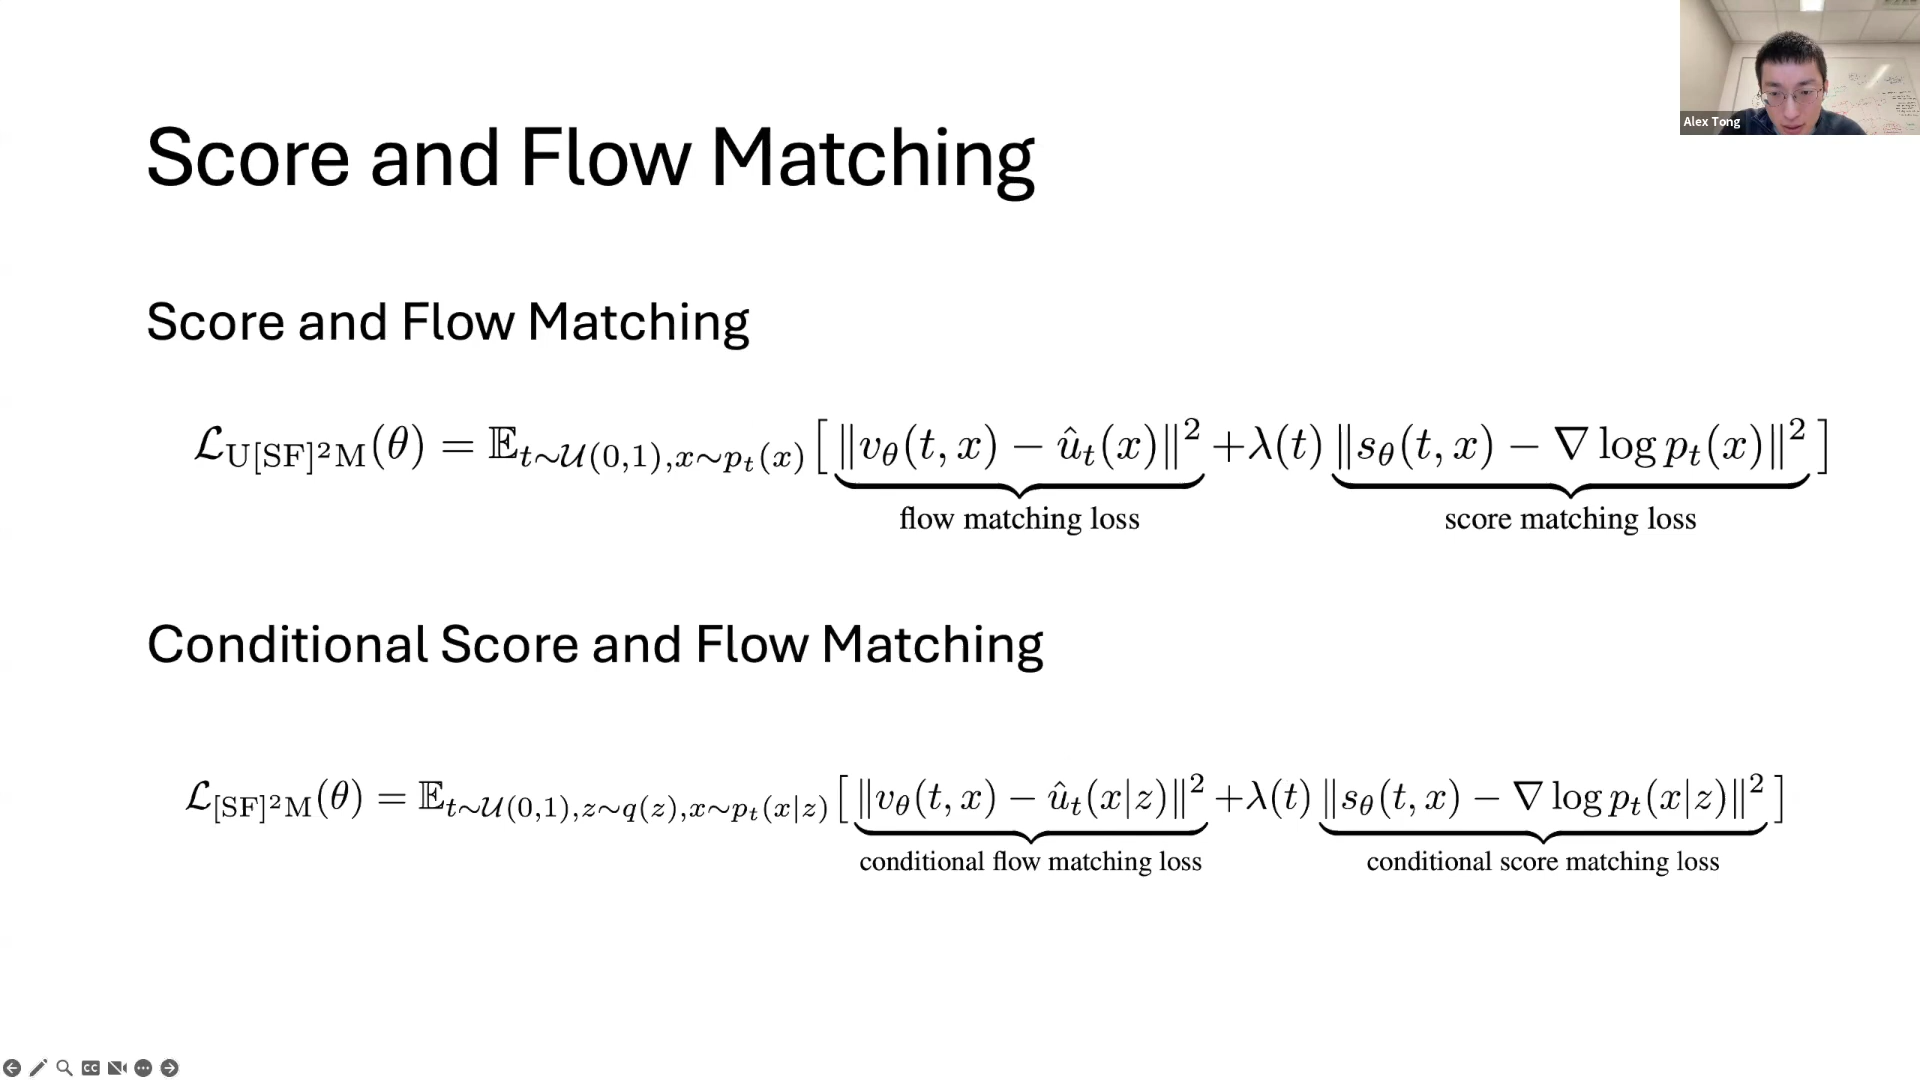 Alex Tong
Score and Flow Matching
Score and Flow Matching
ℒ_{U[SF]²M}(θ) = 𝔼_{t∼𝒰(0,1),x∼p_t(x)} [ ‖v_θ(t, x) − û_t(x)‖² +λ(t) ‖s_θ(t, x) − ∇ log p_t(x)‖² ]
flow matching loss score matching loss
Conditional Score and Flow Matching
ℒ_{[SF]²M}(θ) = 𝔼_{t∼𝒰(0,1),z∼q(z),x∼p_t(x|z)} [ ‖v_θ(t, x) − û_t(x|z)‖² +λ(t) ‖s_θ(t, x) − ∇ log p_t(x|z)‖² ]
conditional flow matching loss conditional score matching loss
CC